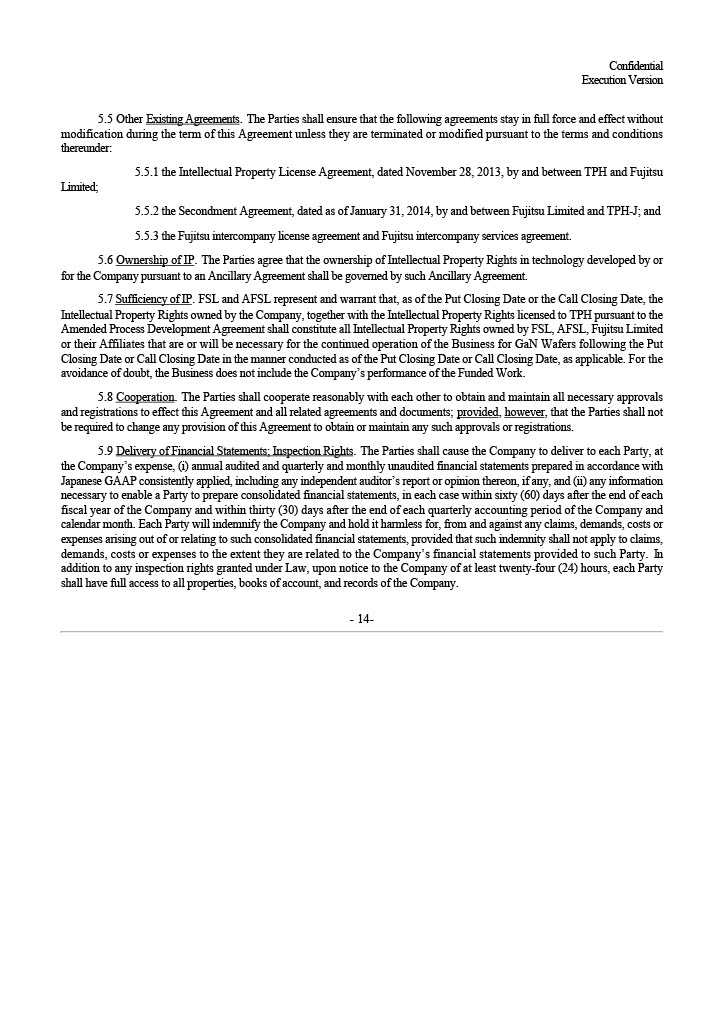 Confidential
Execution Version
5.5 Other Existing Agreements. The Parties shall ensure that the following agreements stay in full force and effect without
modification during the term of this Agreement unless they are terminated or modified pursuant to the terms and conditions
thereunder:
5.5.1 the Intellectual Property License Agreement, dated November 28, 2013, by and between TPH and Fujitsu
Limited;
5.5.2 the Secondment Agreement, dated as of January 31, 2014, by and between Fujitsu Limited and TPH-J; and
5.5.3 the Fujitsu intercompany license agreement and Fujitsu intercompany services agreement.
5.6 Ownership of IP. The Parties agree that the ownership of Intellectual Property Rights in technology developed by or
for the Company pursuant to an Ancillary Agreement shall be governed by such Ancillary Agreement.
5.7 Sufficiency of IP. FSL and AFSL represent and warrant that, as of the Put Closing Date or the Call Closing Date, the
Intellectual Property Rights owned by the Company, together with the Intellectual Property Rights licensed to TPH pursuant to the
Amended Process Development Agreement shall constitute all Intellectual Property Rights owned by FSL, AFSL, Fujitsu Limited
or their Affiliates that are or will be necessary for the continued operation of the Business for GaN Wafers following the Put
Closing Date or Call Closing Date in the manner conducted as of the Put Closing Date or Call Closing Date, as applicable. For the
avoidance of doubt, the Business does not include the Company's performance of the Funded Work.
5.8 Cooperation. The Parties shall cooperate reasonably with each other to obtain and maintain all necessary approvals
and registrations to effect this Agreement and all related agreements and documents; provided, however, that the Parties shall not
be required to change any provision of this Agreement to obtain or maintain any such approvals or registrations.
5.9 Delivery of Financial Statements; Inspection Rights. The Parties shall cause the Company to deliver to each Party, at
the Company's expense, (i) annual audited and quarterly and monthly unaudited financial statements prepared in accordance with
Japanese GAAP consistently applied, including any independent auditor's report or opinion thereon, if any, and (ii) any information
necessary to enable a Party to prepare consolidated financial statements, in each case within sixty (60) days after the end of each
fiscal year of the Company and within thirty (30) days after the end of each quarterly accounting period of the Company and
calendar month. Each Party will indemnify the Company and hold it harmless for, from and against any claims, demands, costs or
expenses arising out of or relating to such consolidated financial statements, provided that such indemnity shall not apply to claims,
demands, costs or expenses to the extent they are related to the Company's financial statements provided to such Party. In
addition to any inspection rights granted under Law, upon notice to the Company of at least twenty-four (24) hours, each Party
shall have full access to all properties, books of account, and records of the Company.
- 14-